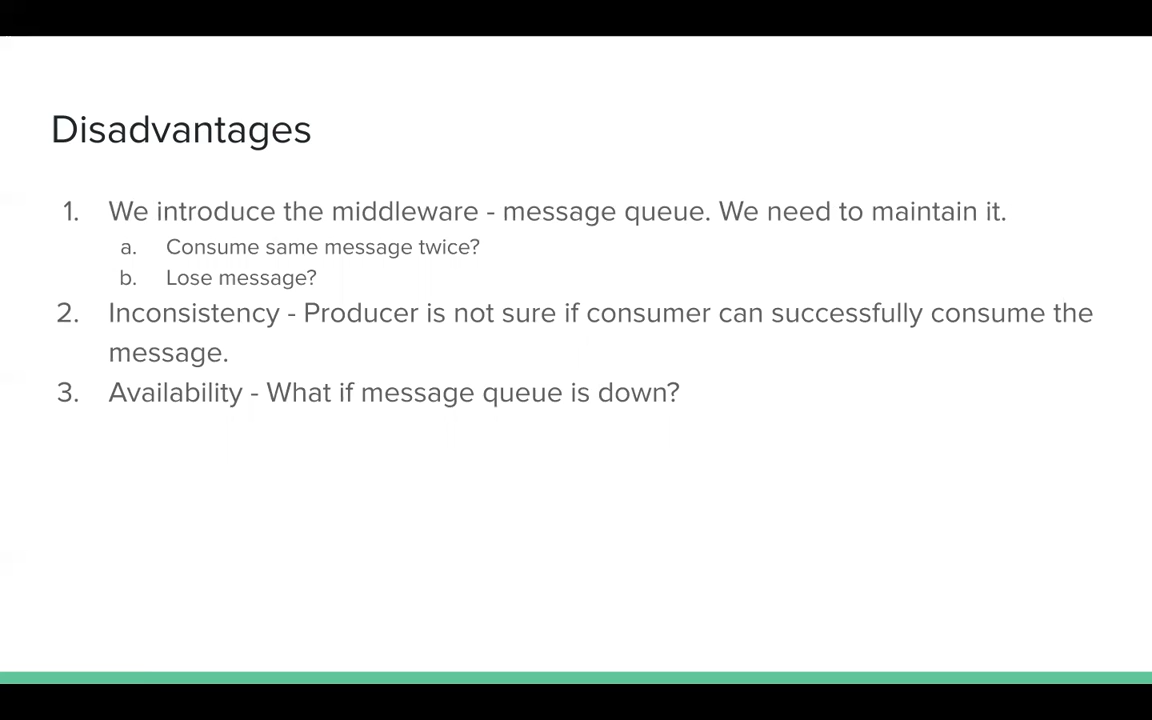 Disadvantages
1. We introduce the middleware - message queue. We need to maintain it.
a. Consume same message twice?
b. Lose message?
2. Inconsistency - Producer is not sure if consumer can successfully consume the
message.
3. Availability - What if message queue is down?